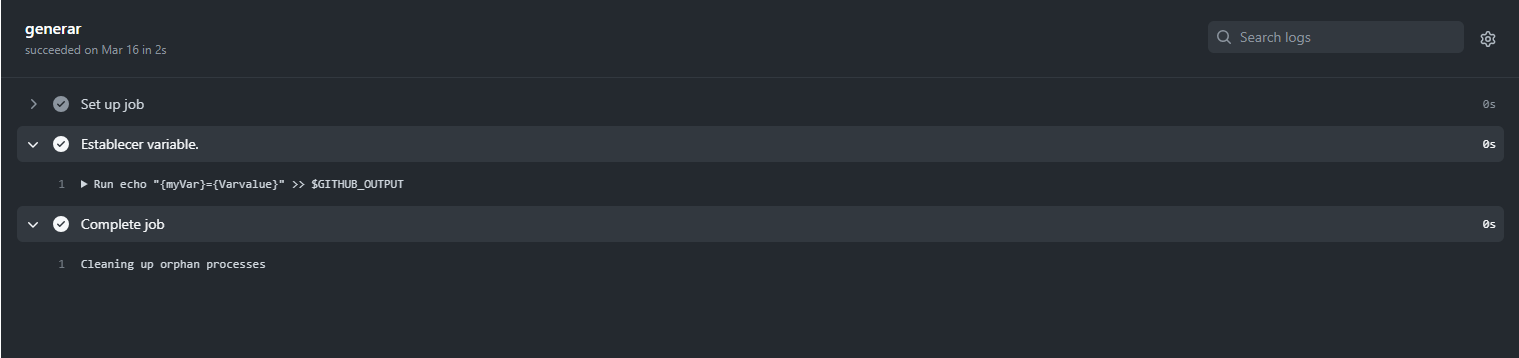 generar
succeeded on Mar 16 in 2s
Search logs
Set up job 0s
Establecer variable. 0s
1 Run echo "{myVar}={Varvalue}" >> $GITHUB_OUTPUT
Complete job 0s
1 Cleaning up orphan processes